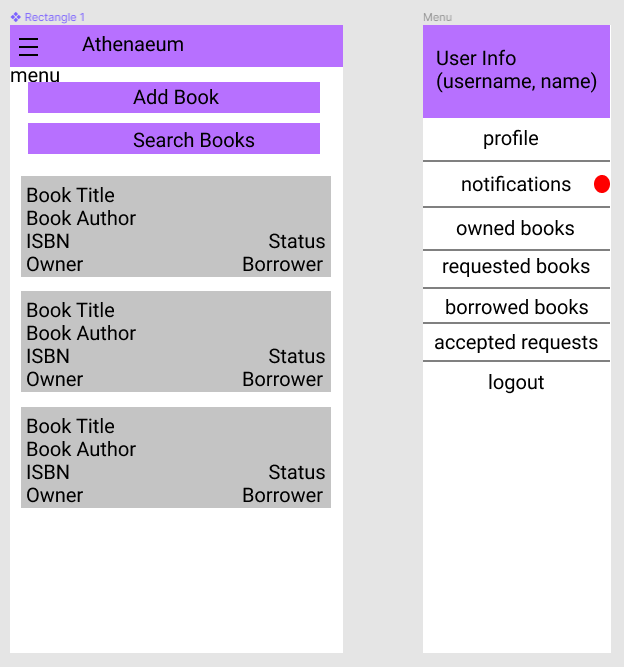 Rectangle 1
Athenaeum
menu
Add Book
Search Books
Book Title
Book Author
ISBN Status
Owner Borrower
Book Title
Book Author
ISBN Status
Owner Borrower
Book Title
Book Author
ISBN Status
Owner Borrower
Menu
User Info
(username, name)
profile
notifications
owned books
requested books
borrowed books
accepted requests
logout